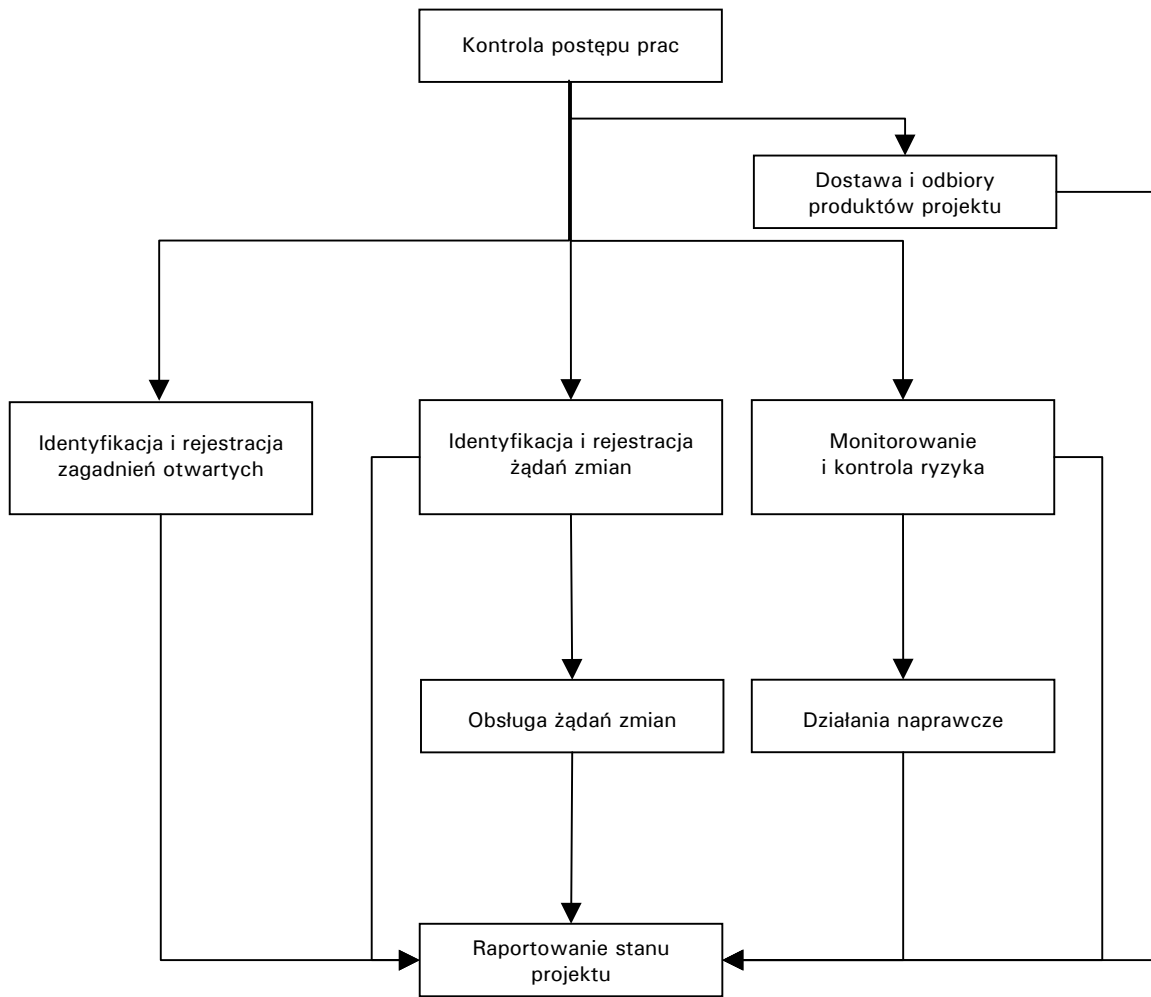 Kontrola postępu prac
Dostawa i odbiory
produktów projektu
Identyfikacja i rejestracja
zagadnień otwartych
Identyfikacja i rejestracja
żądań zmian
Monitorowanie
i kontrola ryzyka
Obsługa żądań zmian
Działania naprawcze
Raportowanie stanu
projektu